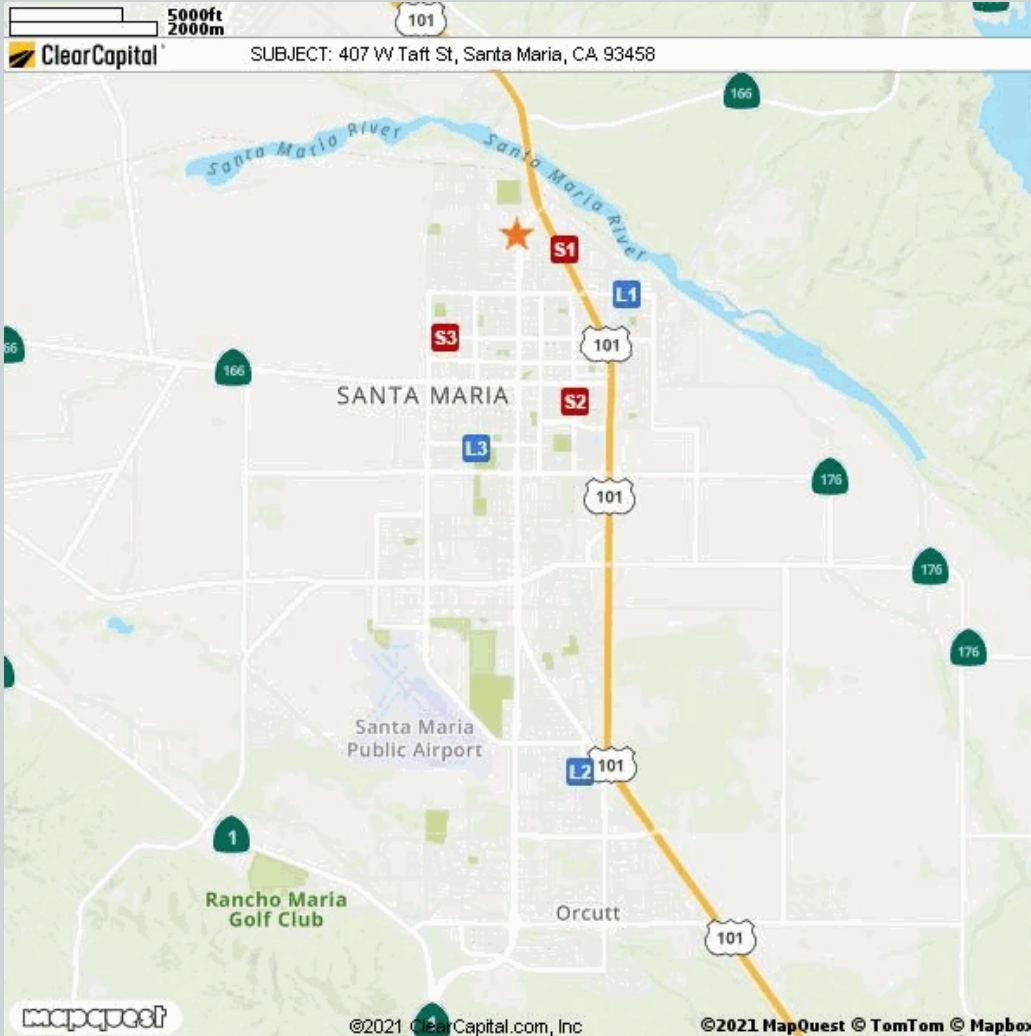 5000ft
2000m
ClearCapital
SUBJECT: 407 W Taft St, Santa Maria, CA 93458
101
166
Santa Maria River
Santa Maria River
S1
L1
S3
101
66
166
SANTA MARIA
S2
L3
176
101
176
176
Santa Maria
Public Airport
L2
101
1
Rancho Maria
Golf Club
Orcutt
101
1
mapquest
©2021 ClearCapital.com, Inc
©2021 MapQuest © TomTom © Mapbox